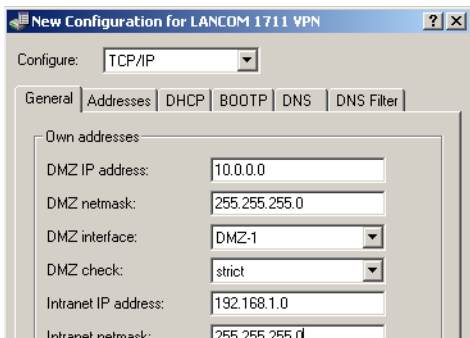 New Configuration for LANCOM 1711 VPN
Configure: TCP/IP
General Addresses DHCP BOOTP DNS DNS Filter
Own addresses
DMZ IP address: 10.0.0.0
DMZ netmask: 255.255.255.0
DMZ interface: DMZ-1
DMZ check: strict
Intranet IP address: 192.168.1.0
Intranet netmask: 255.255.255.0